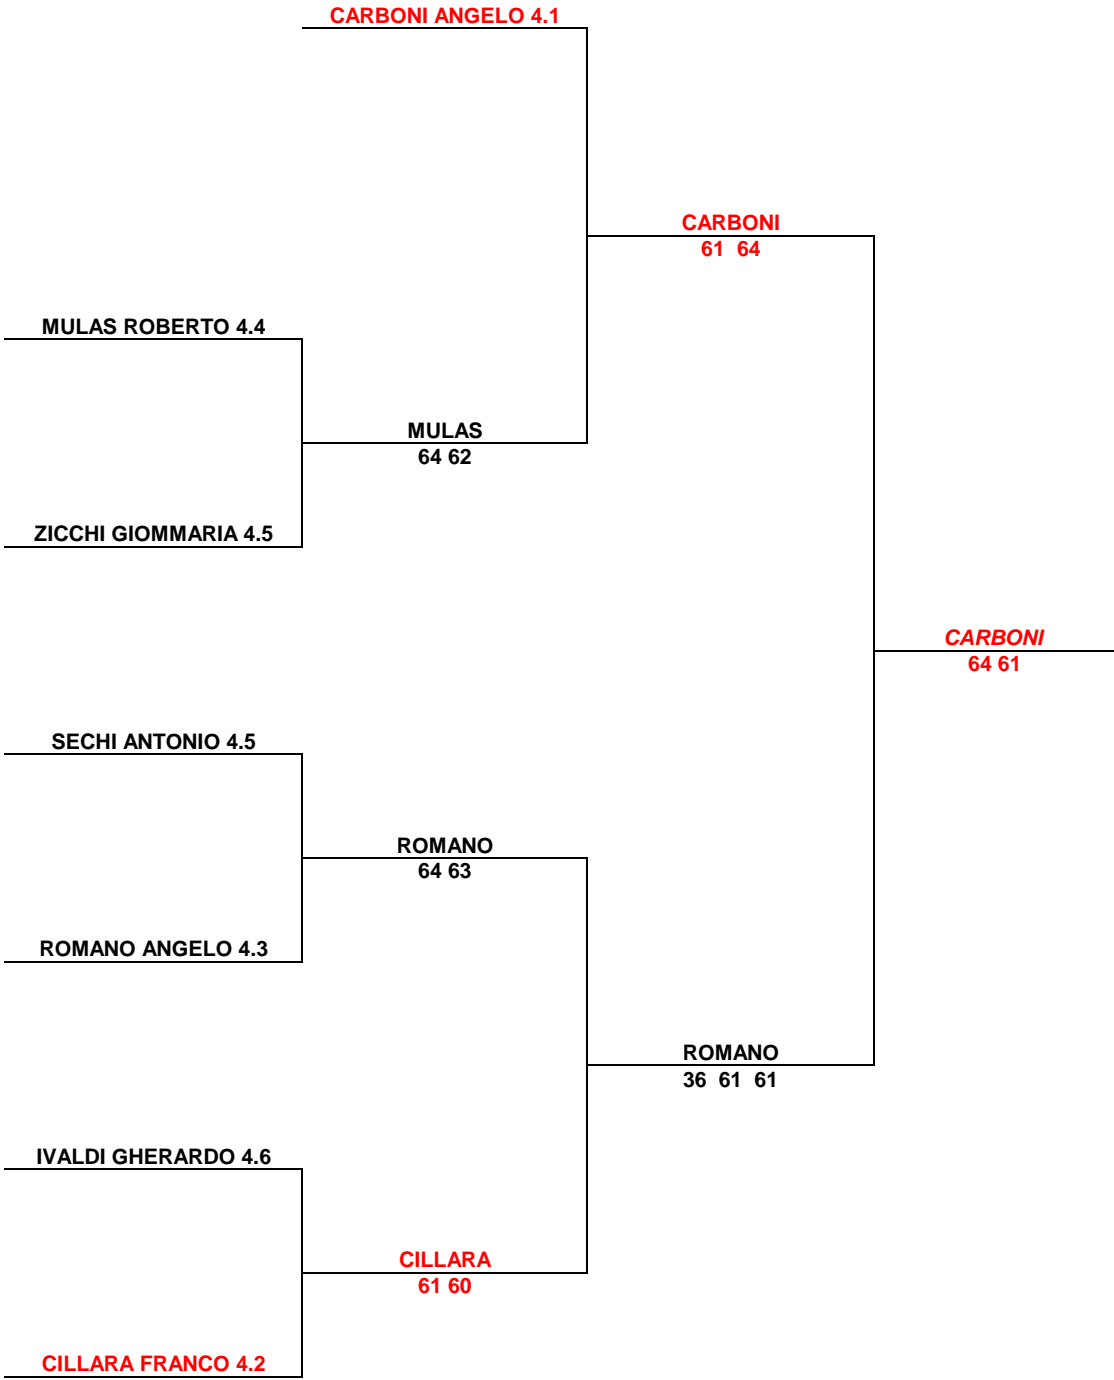 CARBONI ANGELO 4.1
CARBONI
61 64
MULAS ROBERTO 4.4
MULAS
64 62
ZICCHI GIOMMARIA 4.5
CARBONI
64 61
SECHI ANTONIO 4.5
ROMANO
64 63
ROMANO ANGELO 4.3
ROMANO
36 61 61
IVALDI GHERARDO 4.6
CILLARA
61 60
CILLARA FRANCO 4.2